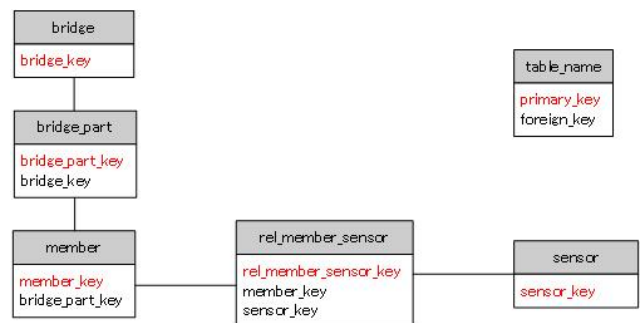 bridge
bridge_key
table_name
primary_key
foreign_key
bridge_part
bridge_part_key
bridge_key
member
member_key
bridge_part_key
rel_member_sensor
rel_member_sensor_key
member_key
sensor_key
sensor
sensor_key